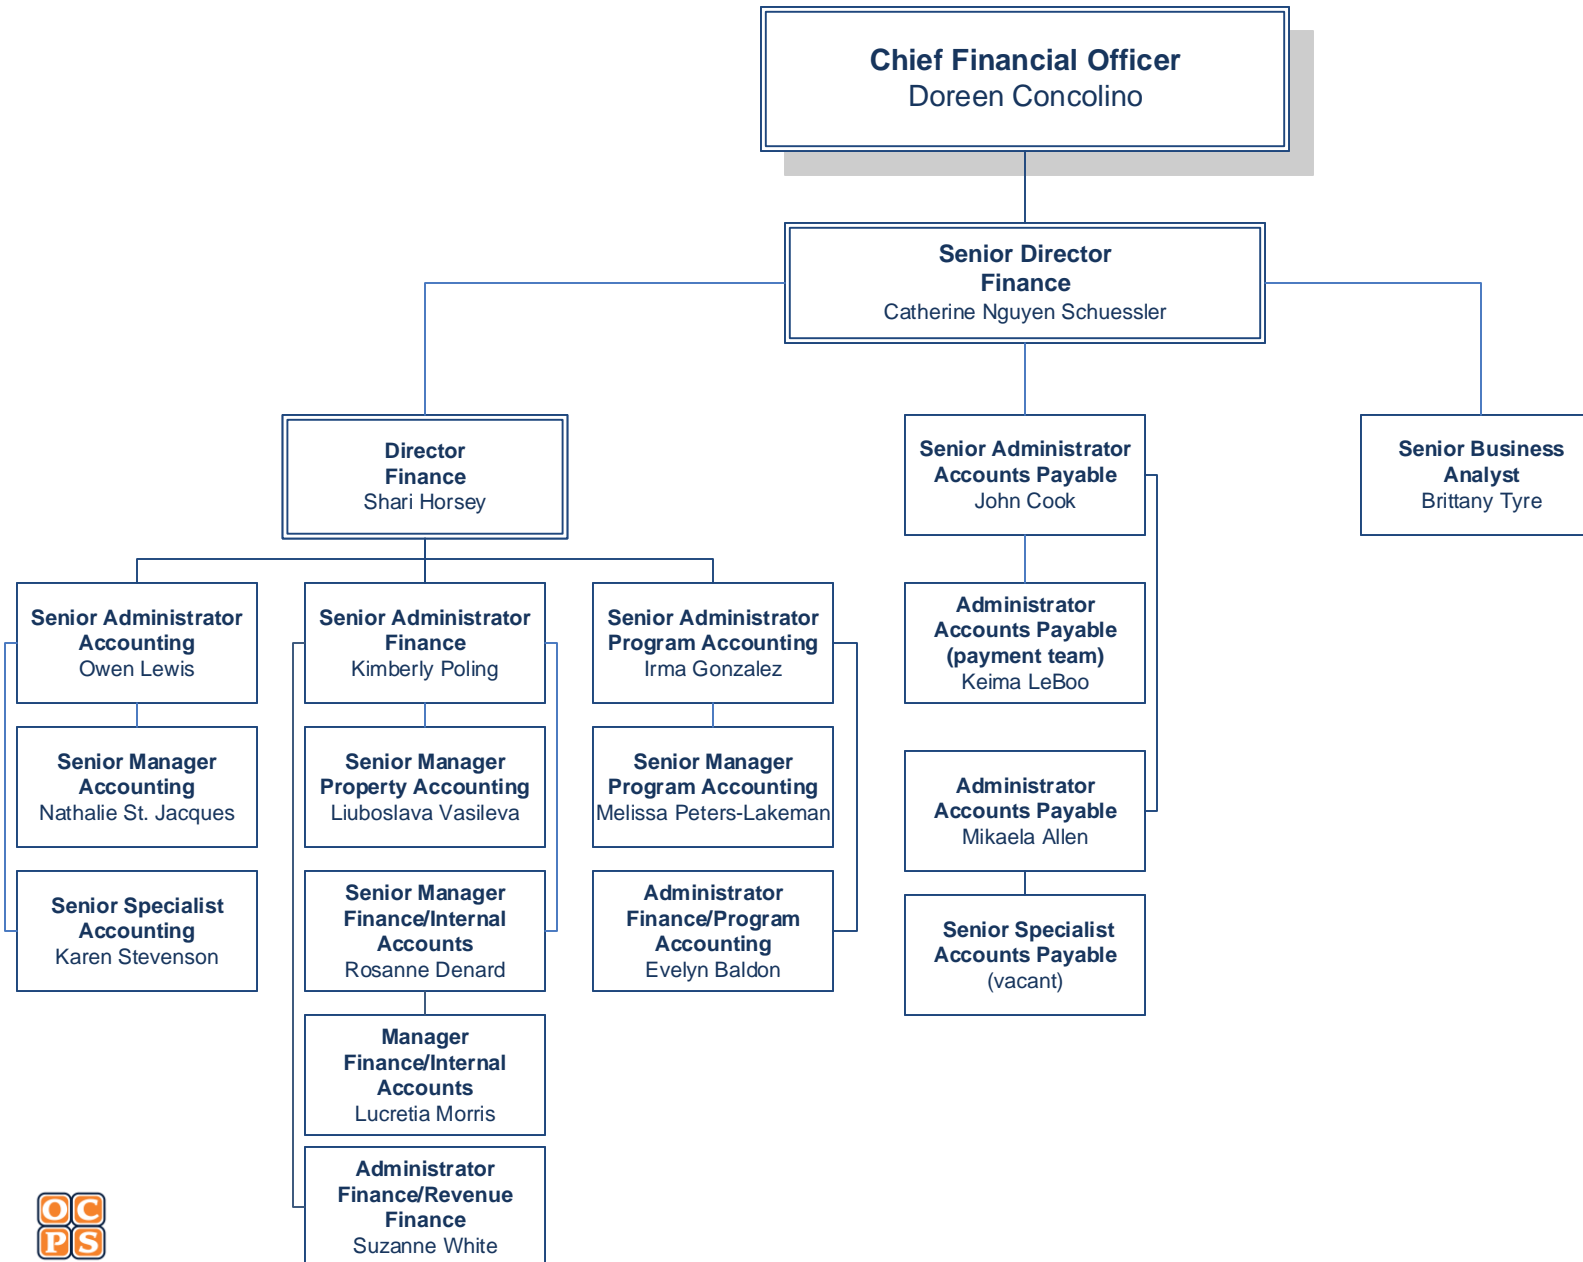 Chief Financial Officer
Doreen Concolino
Senior Director
Finance
Catherine Nguyen Schuessler
Director
Finance
Shari Horsey
Senior Administrator
Accounts Payable
John Cook
Senior Business
Analyst
Brittany Tyre
Senior Administrator
Accounting
Owen Lewis
Senior Administrator
Finance
Kimberly Poling
Senior Administrator
Program Accounting
Irma Gonzalez
Administrator
Accounts Payable
(payment team)
Keima LeBoo
Senior Manager
Accounting
Nathalie St. Jacques
Senior Manager
Property Accounting
Liuboslava Vasileva
Senior Manager
Program Accounting
Melissa Peters-Lakeman
Administrator
Accounts Payable
Mikaela Allen
Senior Specialist
Accounting
Karen Stevenson
Senior Manager
Finance/Internal
Accounts
Rosanne Denard
Administrator
Finance/Program
Accounting
Evelyn Baldon
Senior Specialist
Accounts Payable
(vacant)
Manager
Finance/Internal
Accounts
Lucretia Morris
Administrator
Finance/Revenue
Finance
Suzanne White
OC
PS